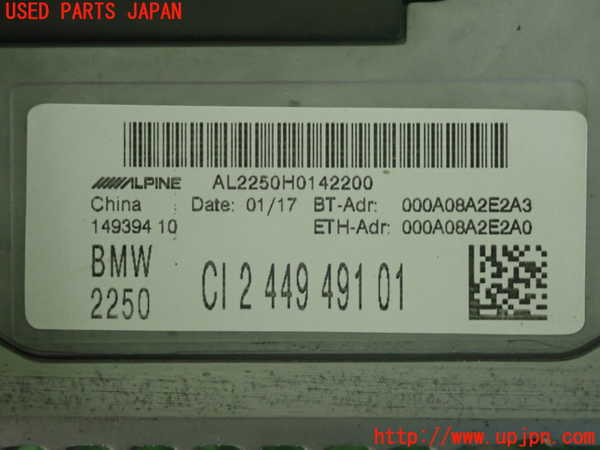 USED PARTS JAPAN
ALPINE AL2250H0142200
China Date: 01/17 BT-Adr: 000A08A2E2A3
149394 10 ETH-Adr: 000A08A2E2A0
BMW
2250
CI 2 449 491 01
UPJ
http://www.upjpn.com